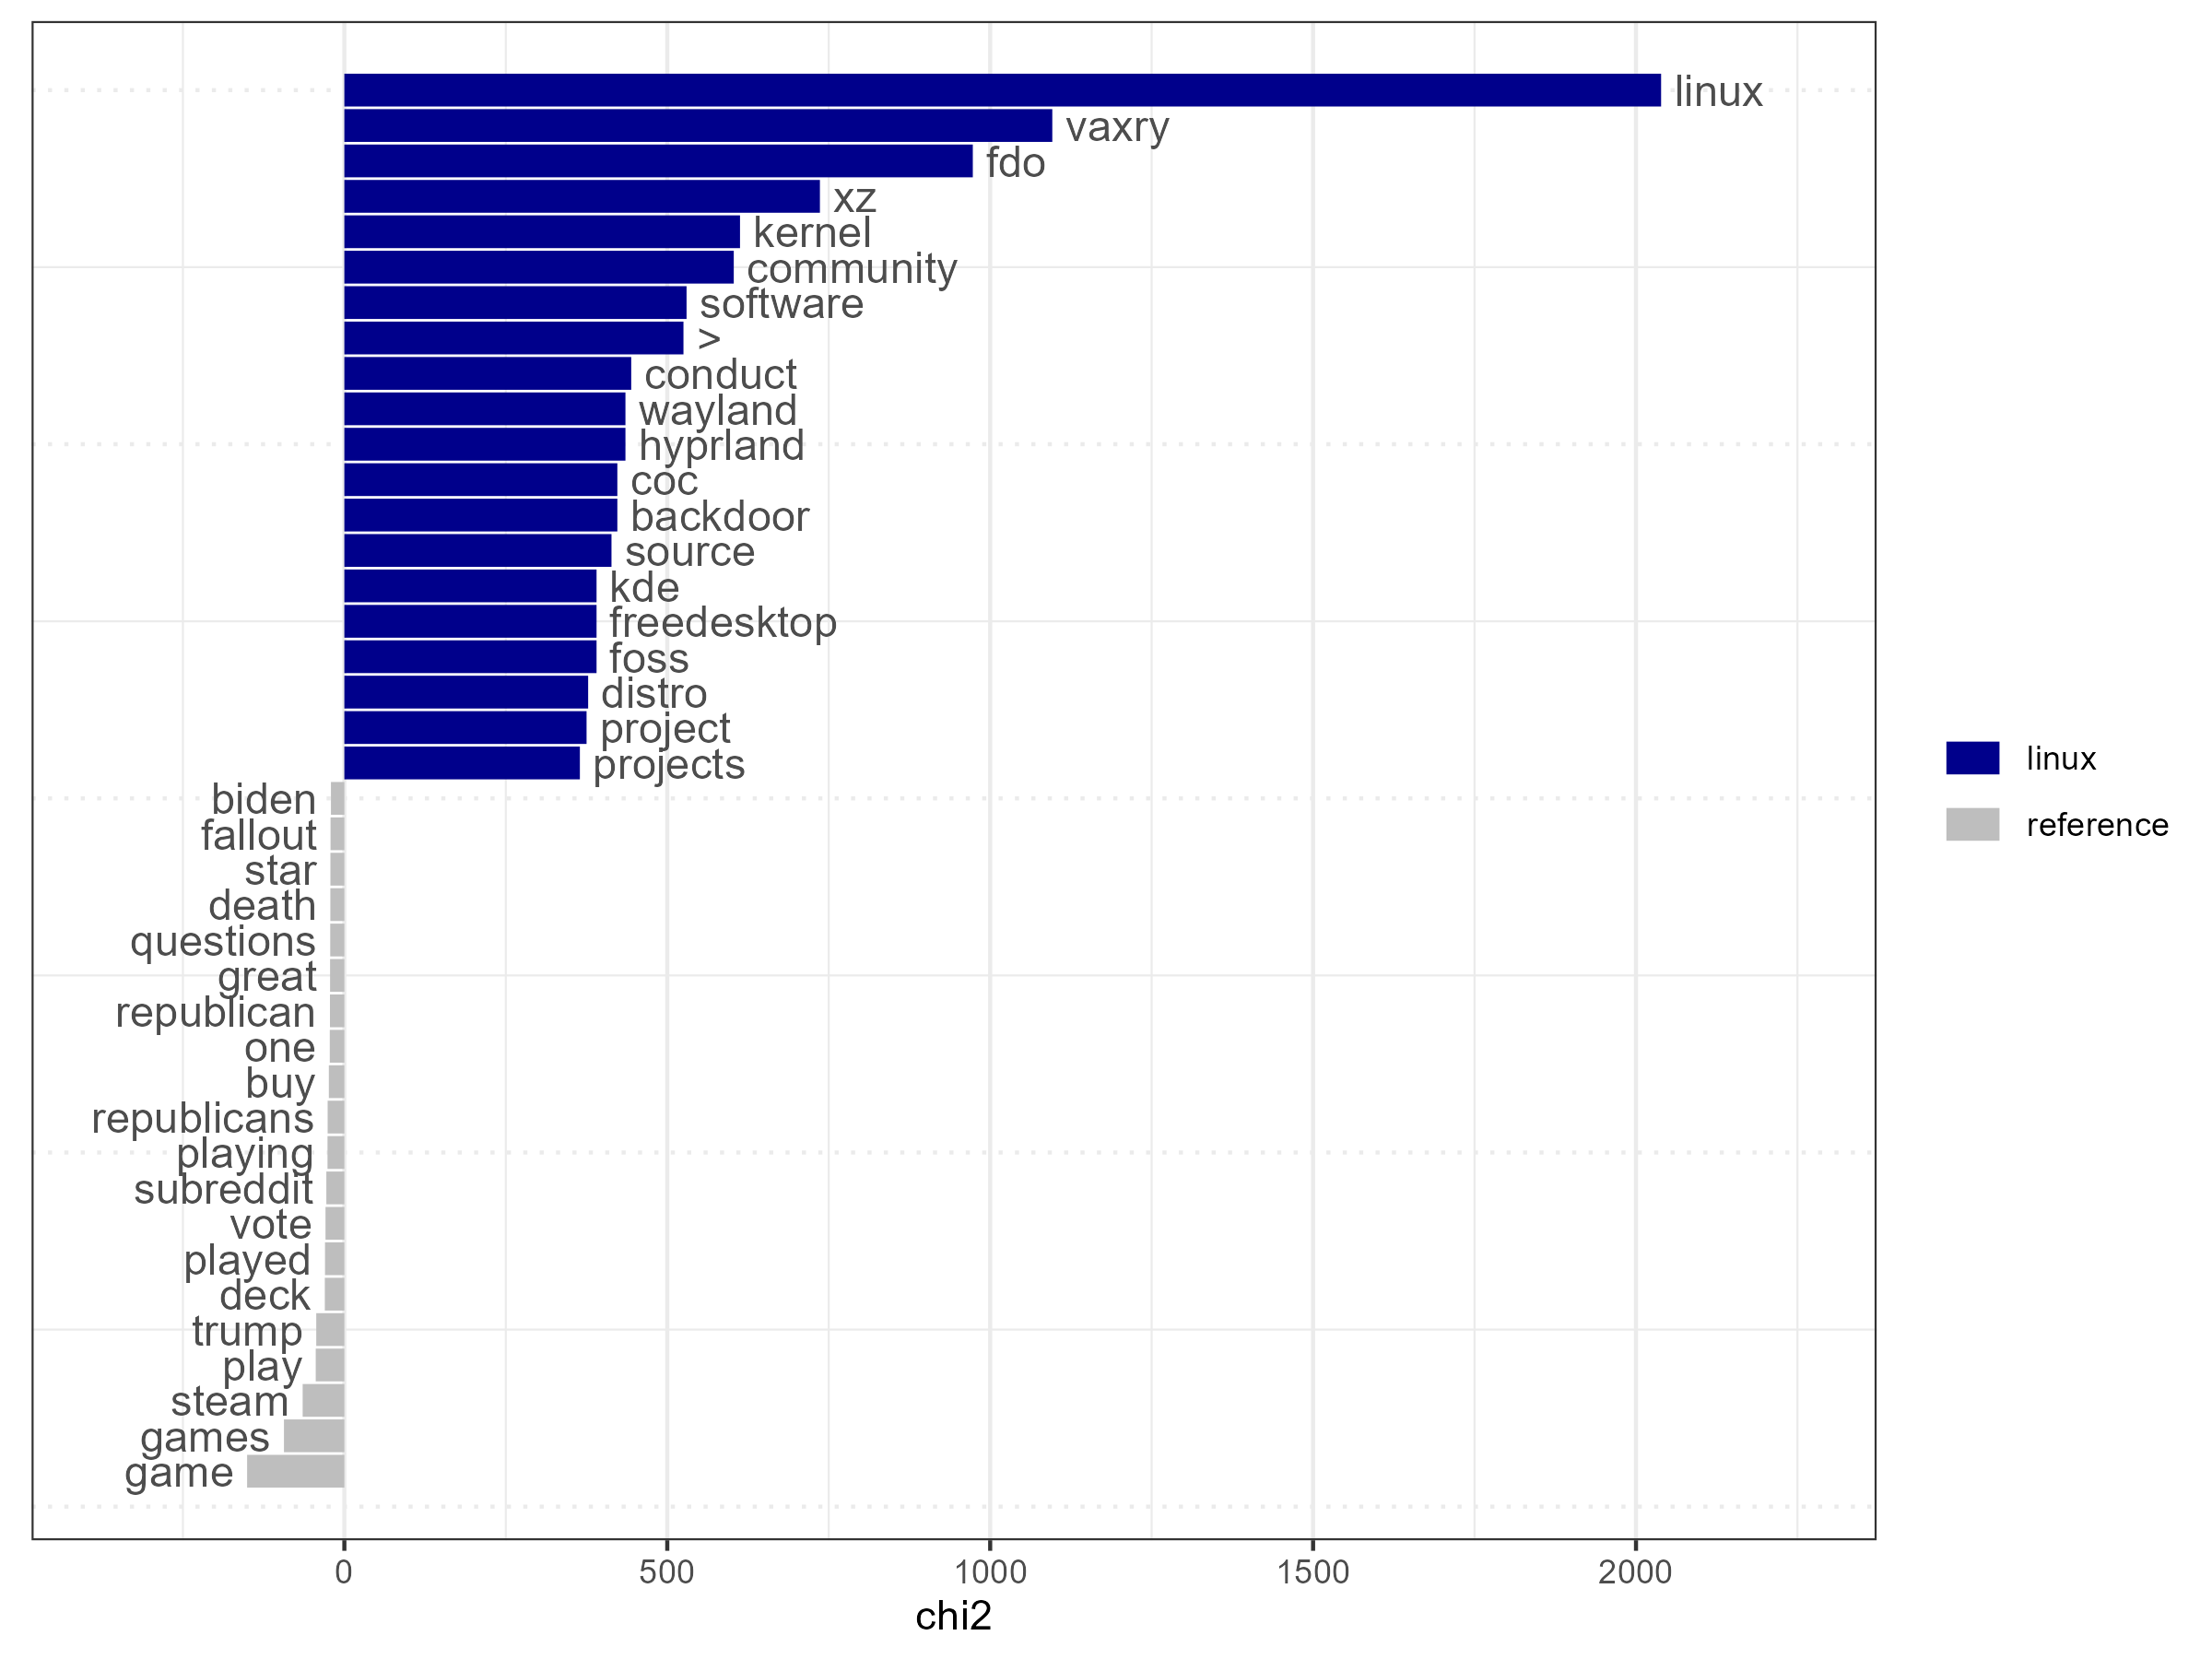 linux
vaxry
fdo
xz
kernel
community
software
>
conduct
wayland
hyprland
coc
backdoor
source
kde
freedesktop
foss
distro
project
projects
biden
fallout
star
death
questions
great
republican
one
buy
republicans
playing
subreddit
vote
played
deck
trump
play
steam
games
game
0 500 1000 1500 2000
chi2
linux
reference